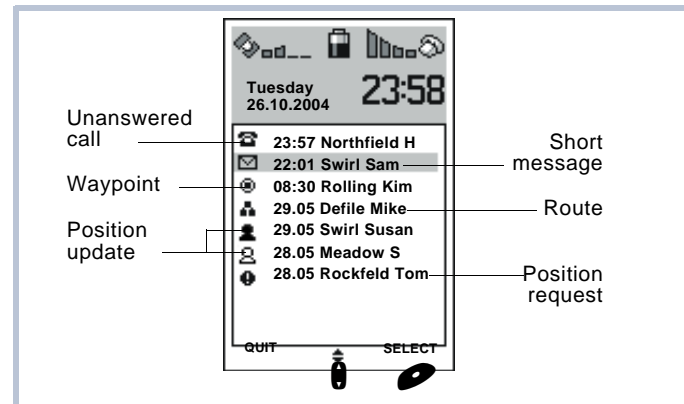 Tuesday
26.10.2004
23:58
Unanswered
call
Waypoint
Position
update
23:57 Northfield H
22:01 Swirl Sam
08:30 Rolling Kim
29.05 Defile Mike
29.05 Swirl Susan
28.05 Meadow S
28.05 Rockfeld Tom
Short
message
Route
Position
request
QUIT
SELECT